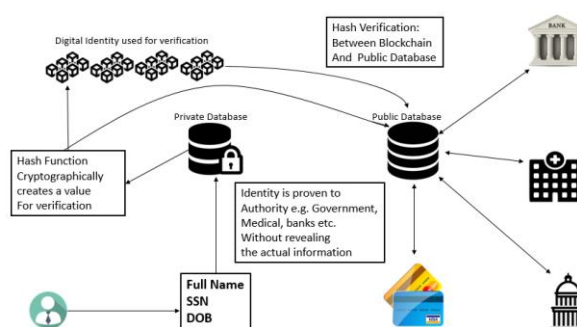 Digital Identity used for verification
Hash Verification:
Between Blockchain
And Public Database
BANK
Private Database
Public Database
Hash Function
Cryptographically
creates a value
For verification
Identity is proven to
Authority e.g. Government,
Medical, banks etc.
Without revealing
the actual information
Full Name
SSN
DOB
VISA